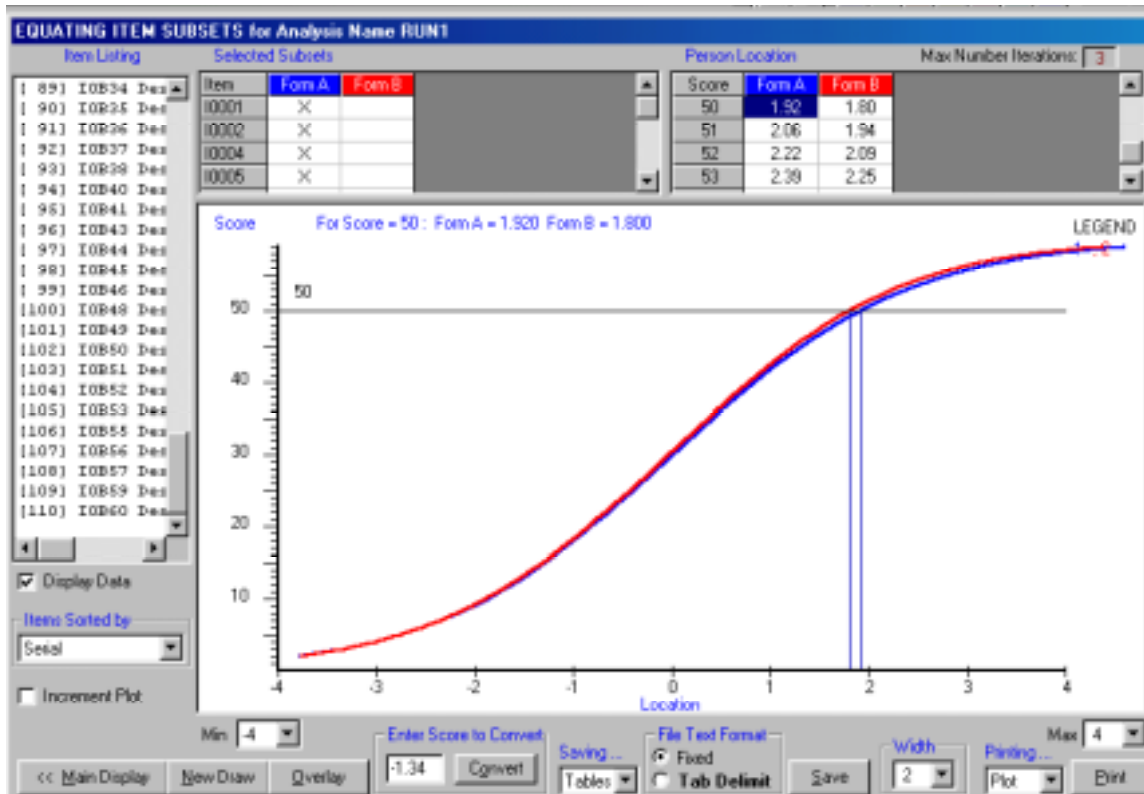 EQUATING ITEM SUBSETS for Analysis Name RUN1
Item Listing
Selected Subsets
Person Location
Max Number Iterations: 3
[ 89] IOB34 Des
[ 90] IOB35 Des
[ 91] IOB36 Des
[ 92] IOB37 Des
[ 93] IOB38 Des
[ 94] IOB40 Des
[ 95] IOB41 Des
[ 96] IOB43 Des
[ 97] IOB44 Des
[ 98] IOB45 Des
[ 99] IOB46 Des
[100] IOB48 Des
[101] IOB49 Des
[102] IOB50 Des
[103] IOB51 Des
[104] IOB52 Des
[105] IOB53 Des
[106] IOB55 Des
[107] IOB56 Des
[108] IOB57 Des
[109] IOB59 Des
[110] IOB60 Des
Item Form A Form B
I0001 X
I0002 X
I0004 X
I0005 X
Score Form A Form B
50 1.92 1.80
51 2.06 1.94
52 2.22 2.09
53 2.39 2.25
Score
For Score = 50 : Form A = 1.920 Form B = 1.800
LEGEND
50
50
40
30
20
10
-4 -3 -2 -1 0 1 2 3 4
Location
Display Data
Items Sorted by
Serial
Increment Plot
Min -4
Enter Score to Convert
-1.34 Convert
Saving ...
Tables
File Text Format
Fixed
Tab Delimit
Save
Width
2
Printing...
Plot
Max 4
Print
<< Main Display
New Draw
Overlay